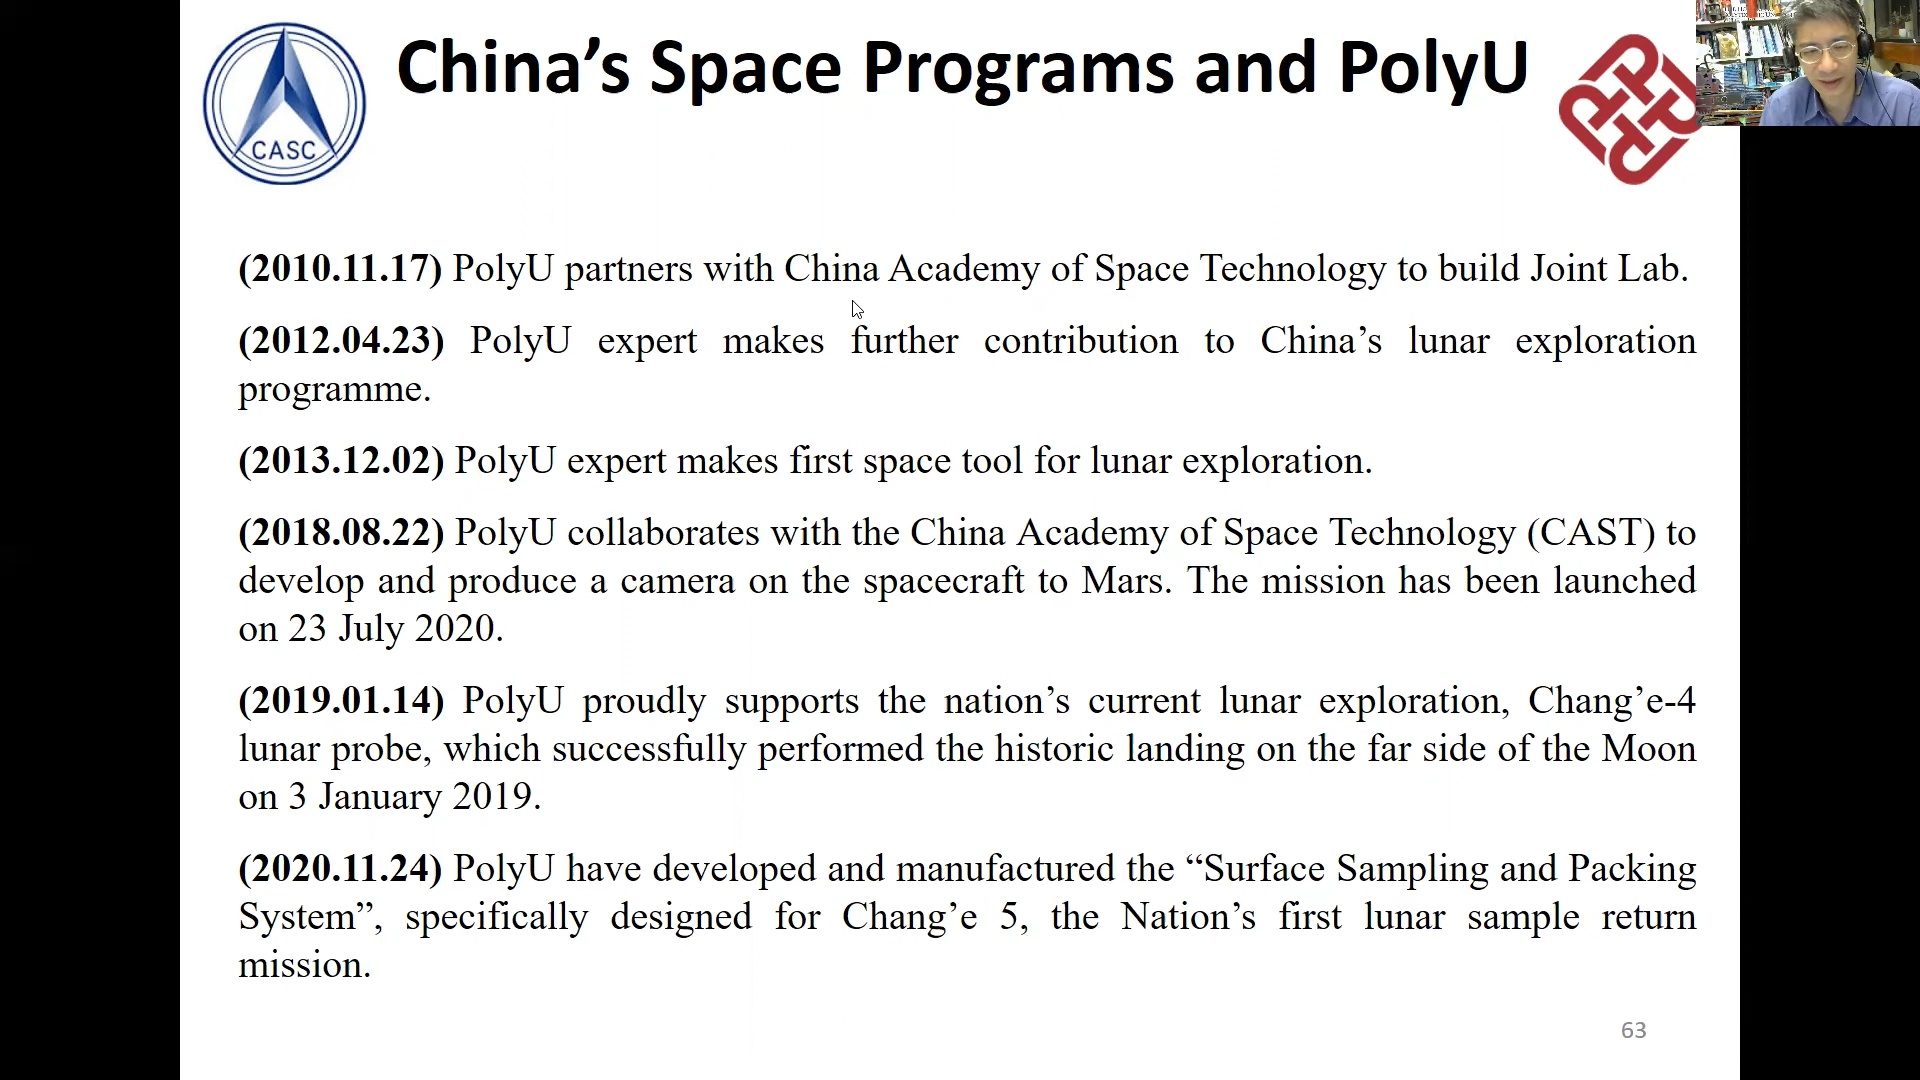 China’s Space Programs and PolyU
CASC
(2010.11.17) PolyU partners with China Academy of Space Technology to build Joint Lab.
(2012.04.23) PolyU expert makes further contribution to China’s lunar exploration
programme.
(2013.12.02) PolyU expert makes first space tool for lunar exploration.
(2018.08.22) PolyU collaborates with the China Academy of Space Technology (CAST) to
develop and produce a camera on the spacecraft to Mars. The mission has been launched
on 23 July 2020.
(2019.01.14) PolyU proudly supports the nation’s current lunar exploration, Chang’e-4
lunar probe, which successfully performed the historic landing on the far side of the Moon
on 3 January 2019.
(2020.11.24) PolyU have developed and manufactured the “Surface Sampling and Packing
System”, specifically designed for Chang’e 5, the Nation’s first lunar sample return
mission.
63